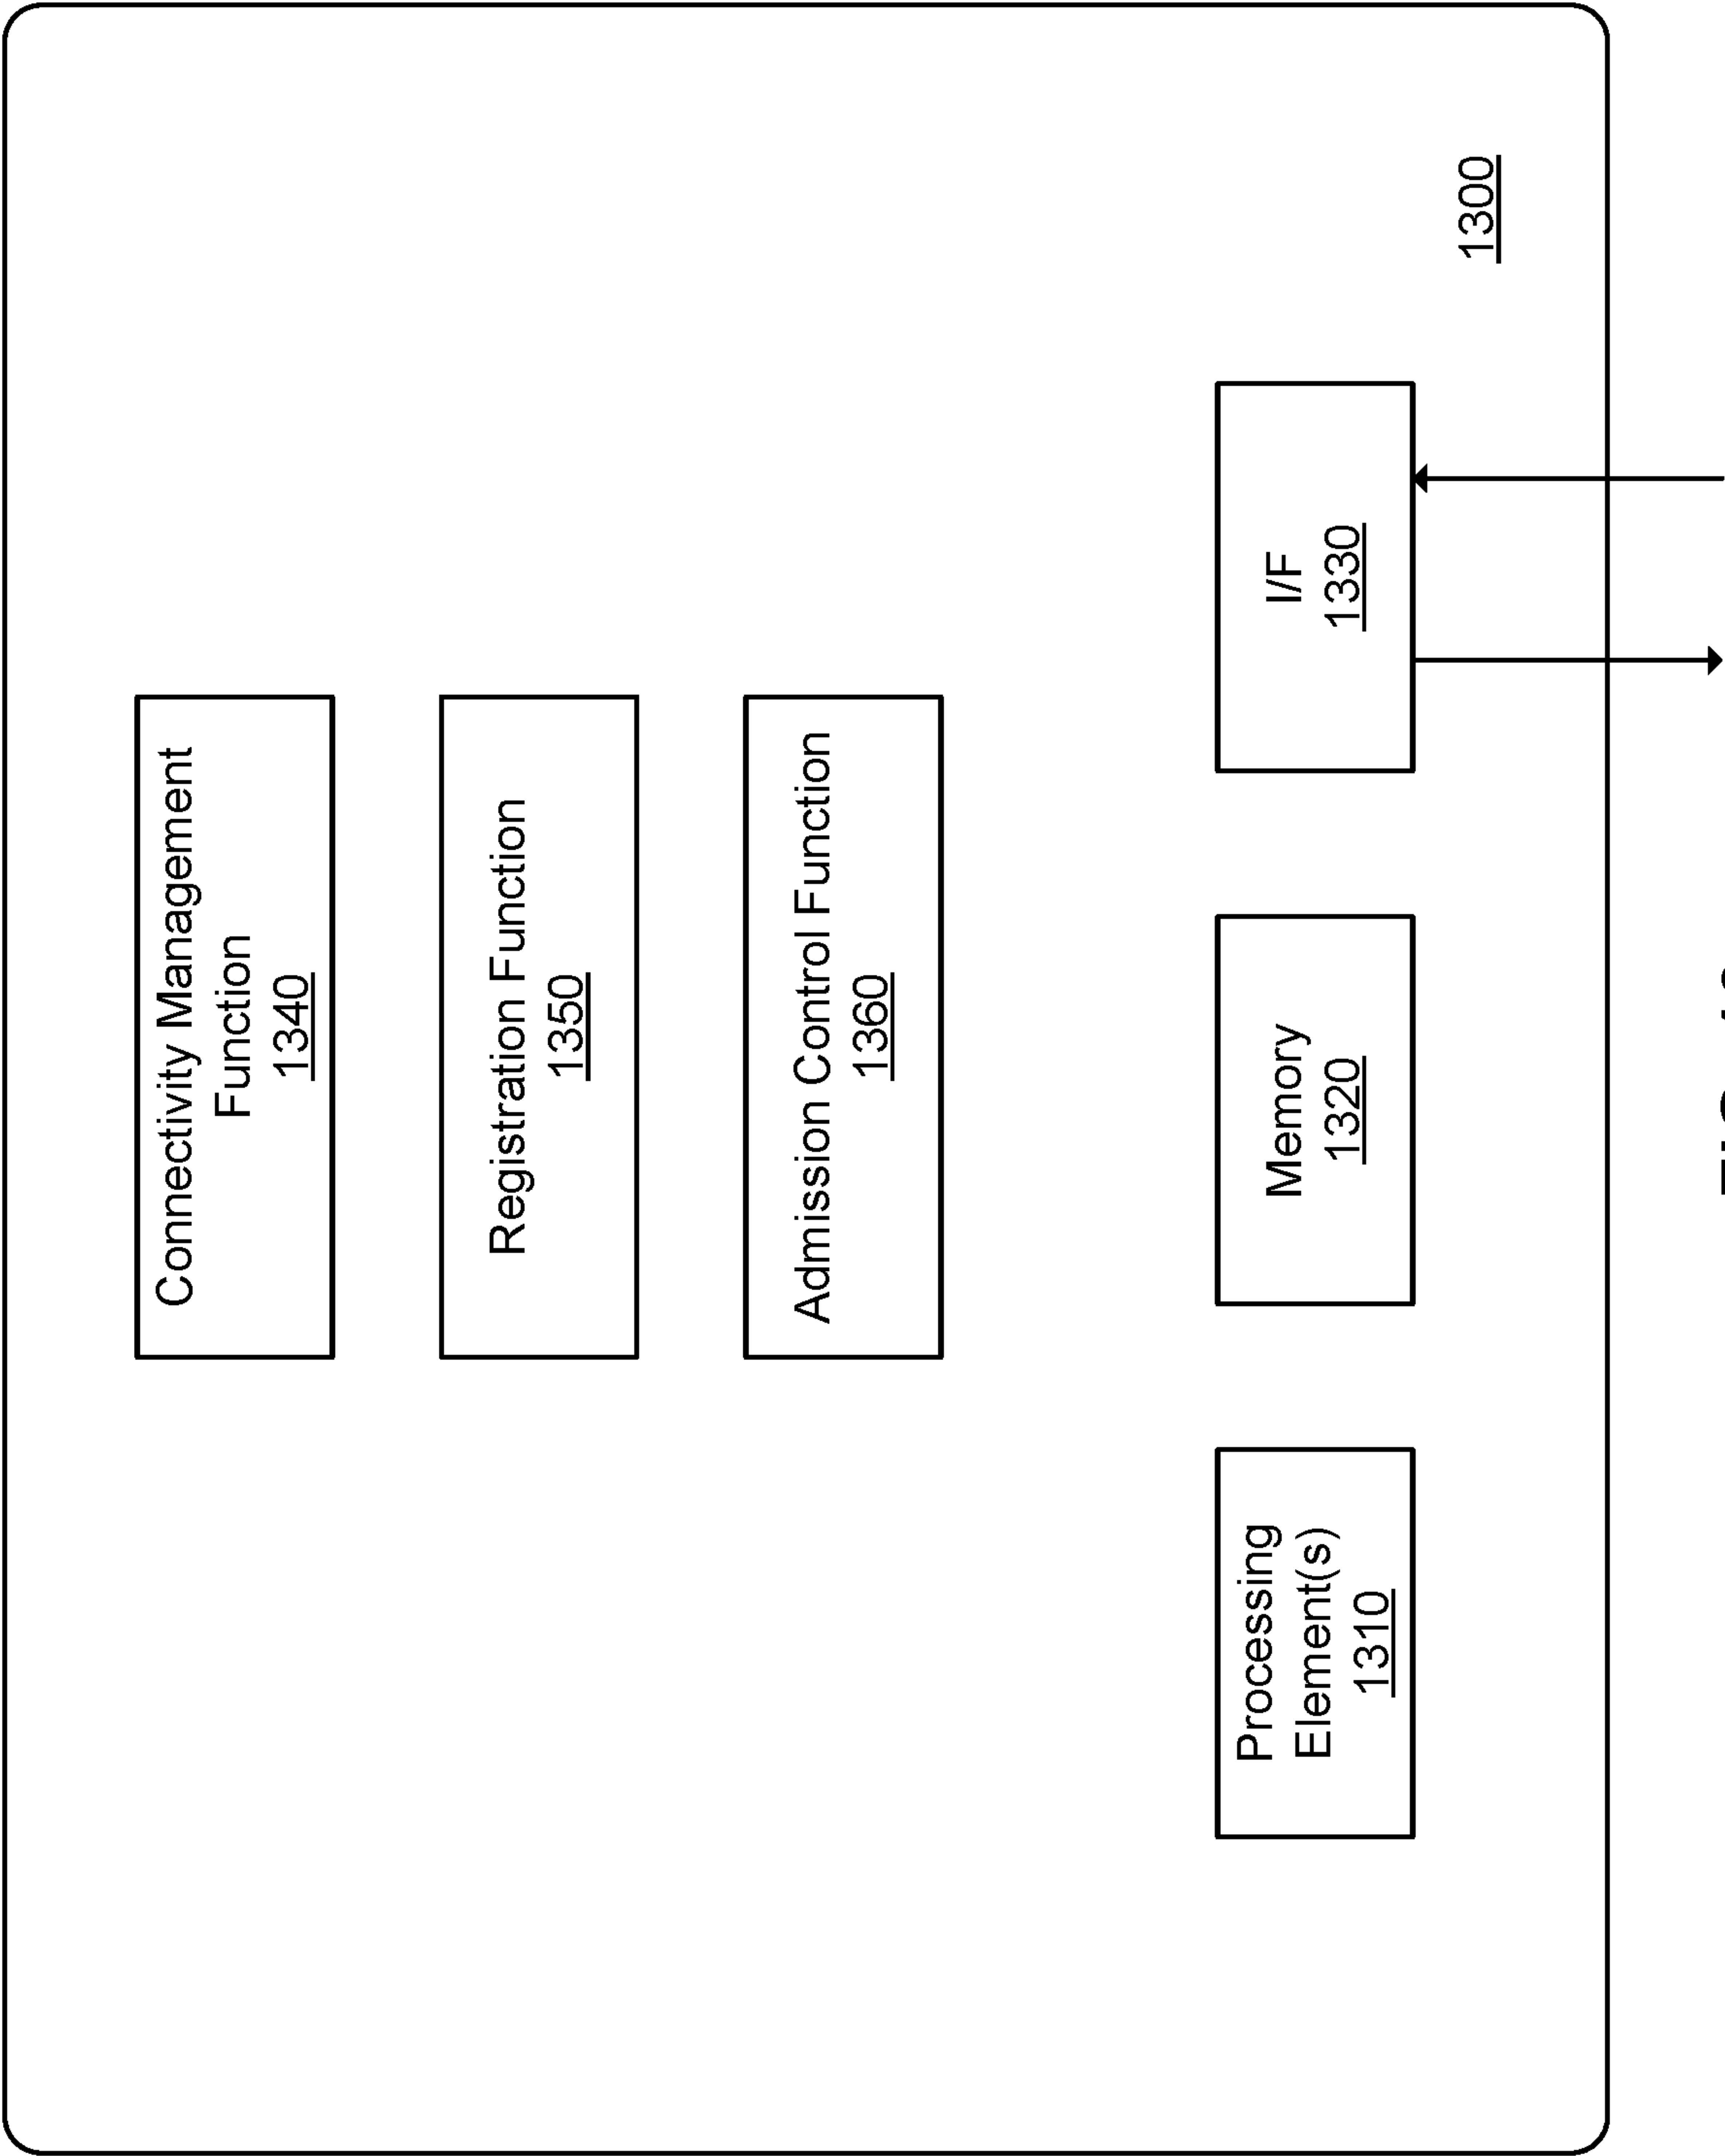 Connectivity Management
Function
1340
Registration Function
1350
Admission Control Function
1360
Processing
Element(s)
1310
Memory
1320
I/F
1330
1300